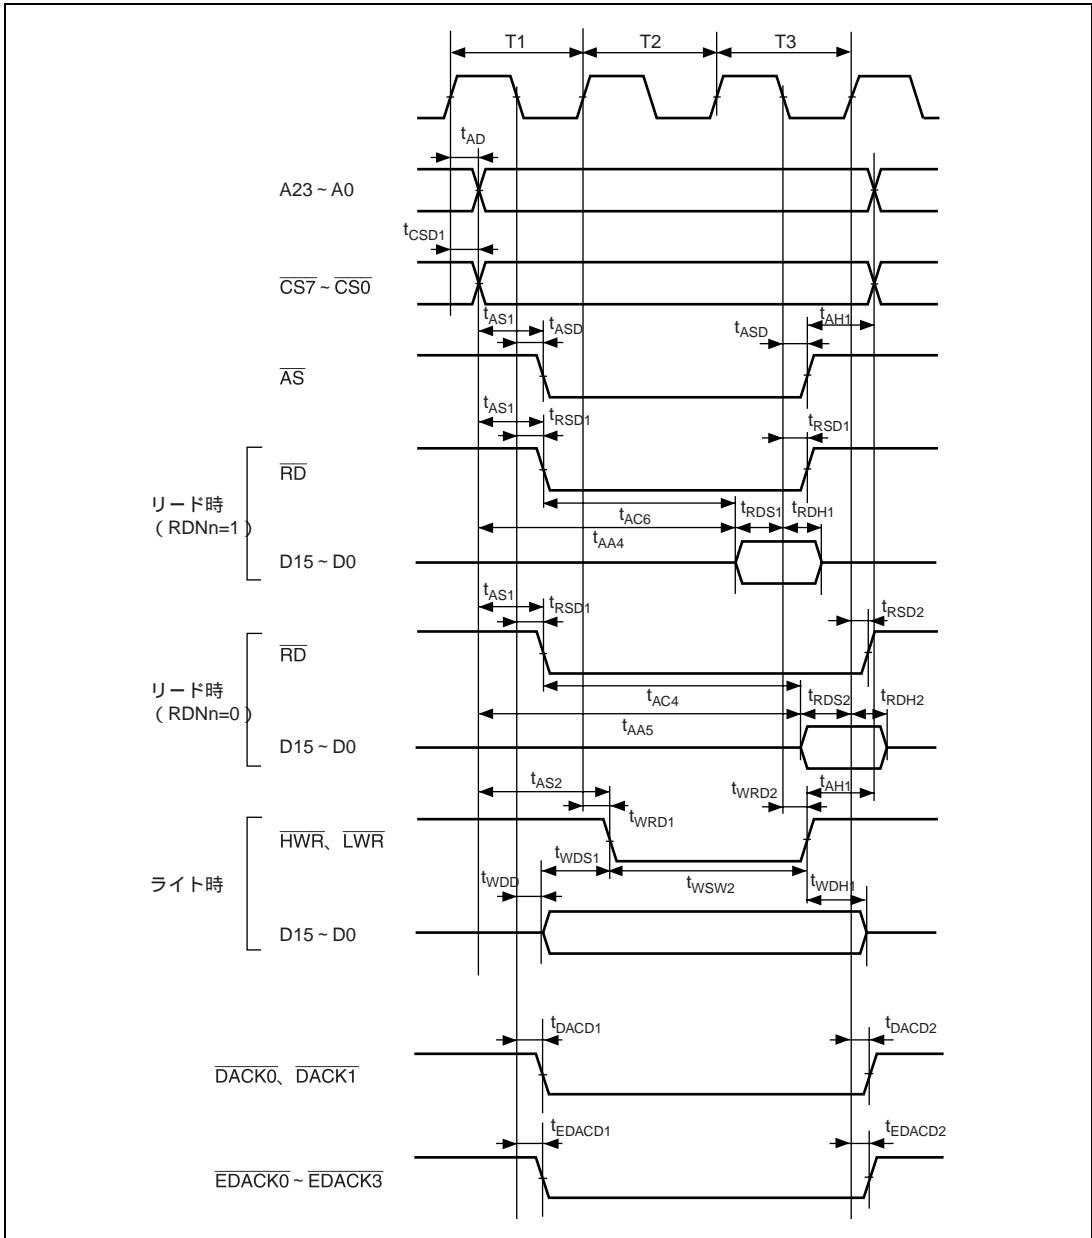 T1 T2 T3
tAD
A23 ~ A0
tCSD1
CS7 ~ CS0
tAS1 tASD tASD tAH1
AS
tAS1 tRSD1 tRSD1
RD
リード時
( RDNn=1 )
tAC6 tRDS1 tRDH1
tAA4
D15 ~ D0
tAS1 tRSD1 tRSD2
RD
リード時
( RDNn=0 )
tAC4 tRDS2 tRDH2
tAA5
D15 ~ D0
tAS2 tWRD2 tAH1
tWRD1
HWR、LWR
ライト時
tWDD tWDS1 tWSW2 tWDH1
D15 ~ D0
tDACD1 tDACD2
DACK0、DACK1
tEDACD1 tEDACD2
EDACK0 ~ EDACK3